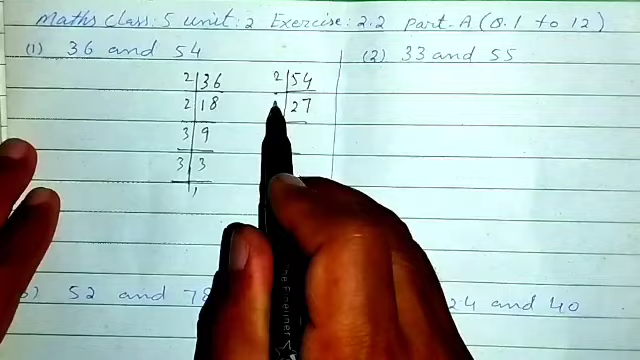 Maths Class: 5 unit: 2 Exercise: 2.2 part-A (Q.1 to 12)
(1) 36 and 54
(2) 33 and 55
2 36
2 18
3 9
3 3
1
2 54
27
52 and 78
24 and 40
The Fineliner